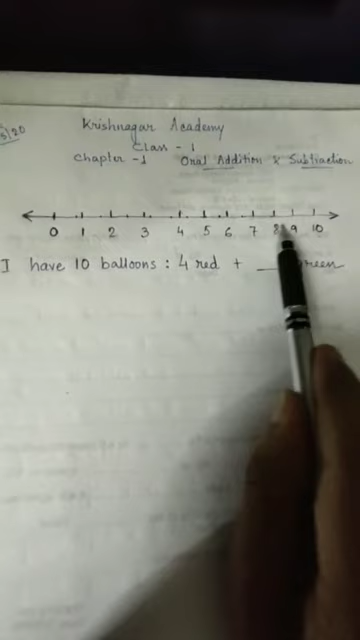 Krishnagar Academy
Class - 1
Chapter - 1 Oral Addition & Subtraction
0 1 2 3 4 5 6 7 8 9 10
I have 10 balloons : 4 red + ___ green